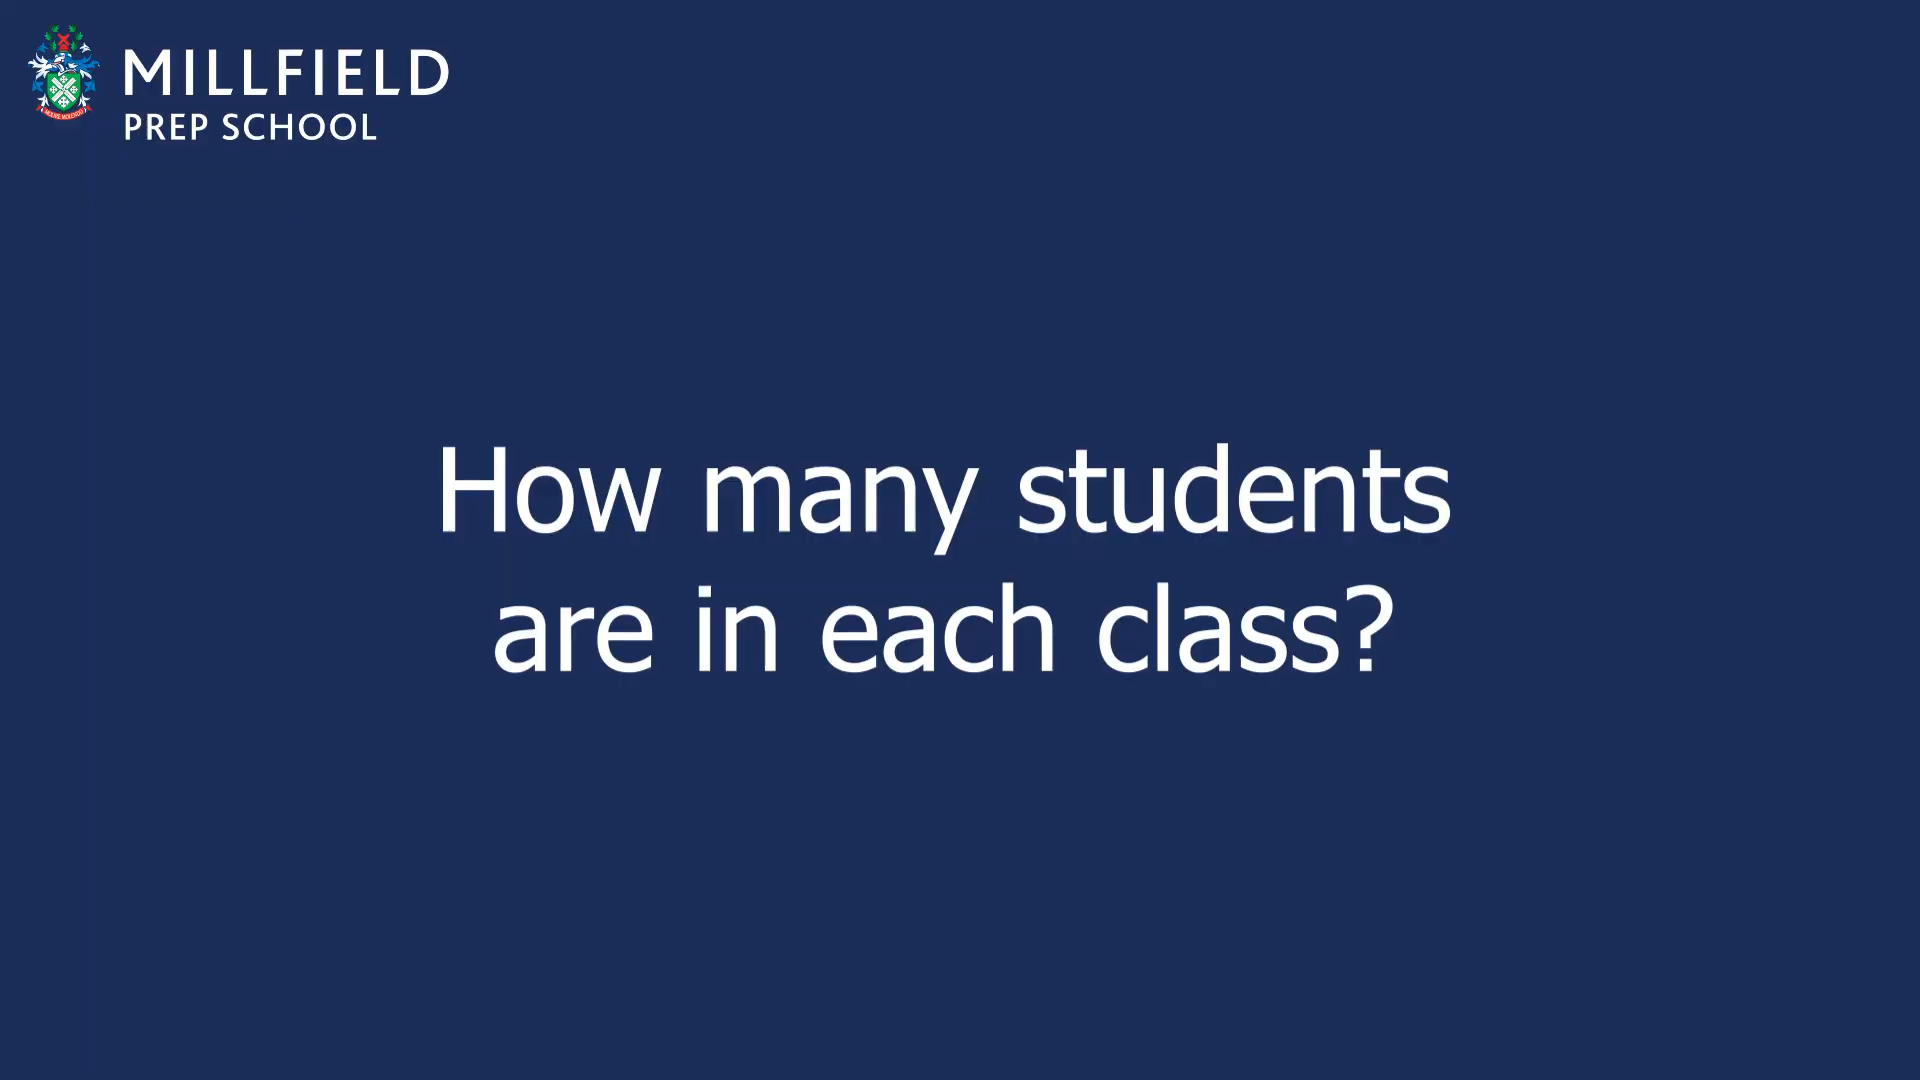 MILLFIELD
PREP SCHOOL
How many students
are in each class?